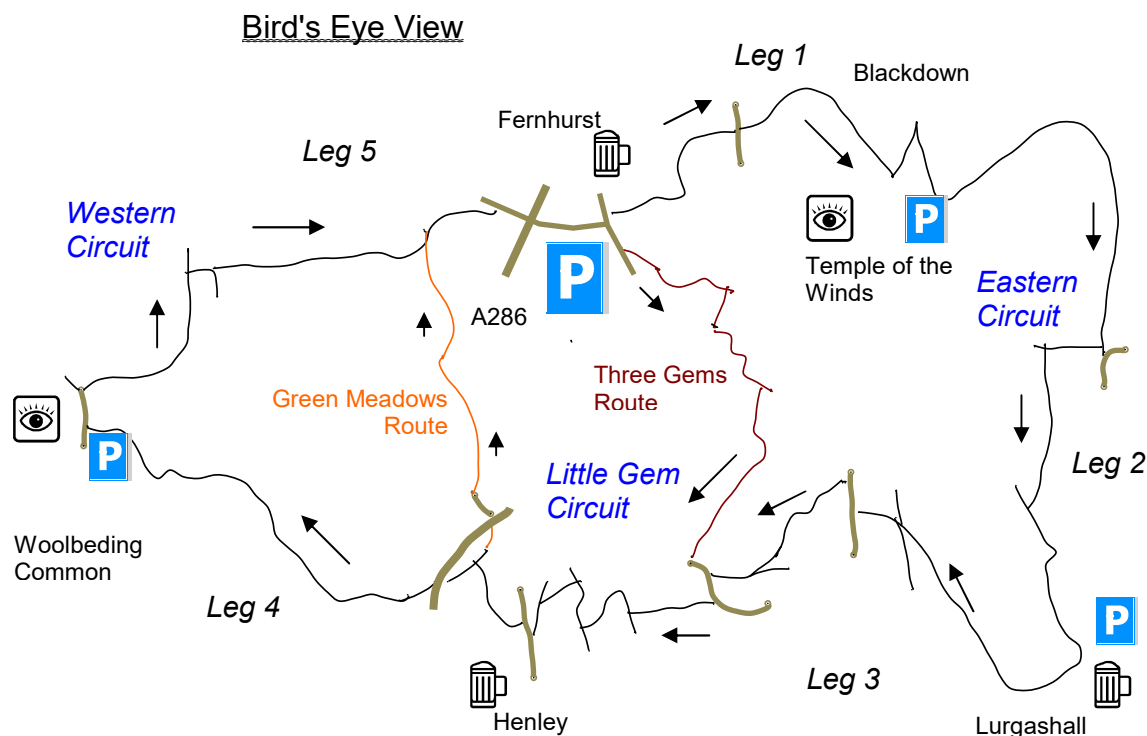 Bird's Eye View
Leg 1
Blackdown
Fernhurst
Leg 5
Western
Circuit
P
Temple of the
Winds
Eastern
Circuit
P
A286
Three Gems
Route
Green Meadows
Route
P
Little Gem
Circuit
Leg 2
Woolbeding
Common
Leg 4
P
Leg 3
Henley
Lurgashall